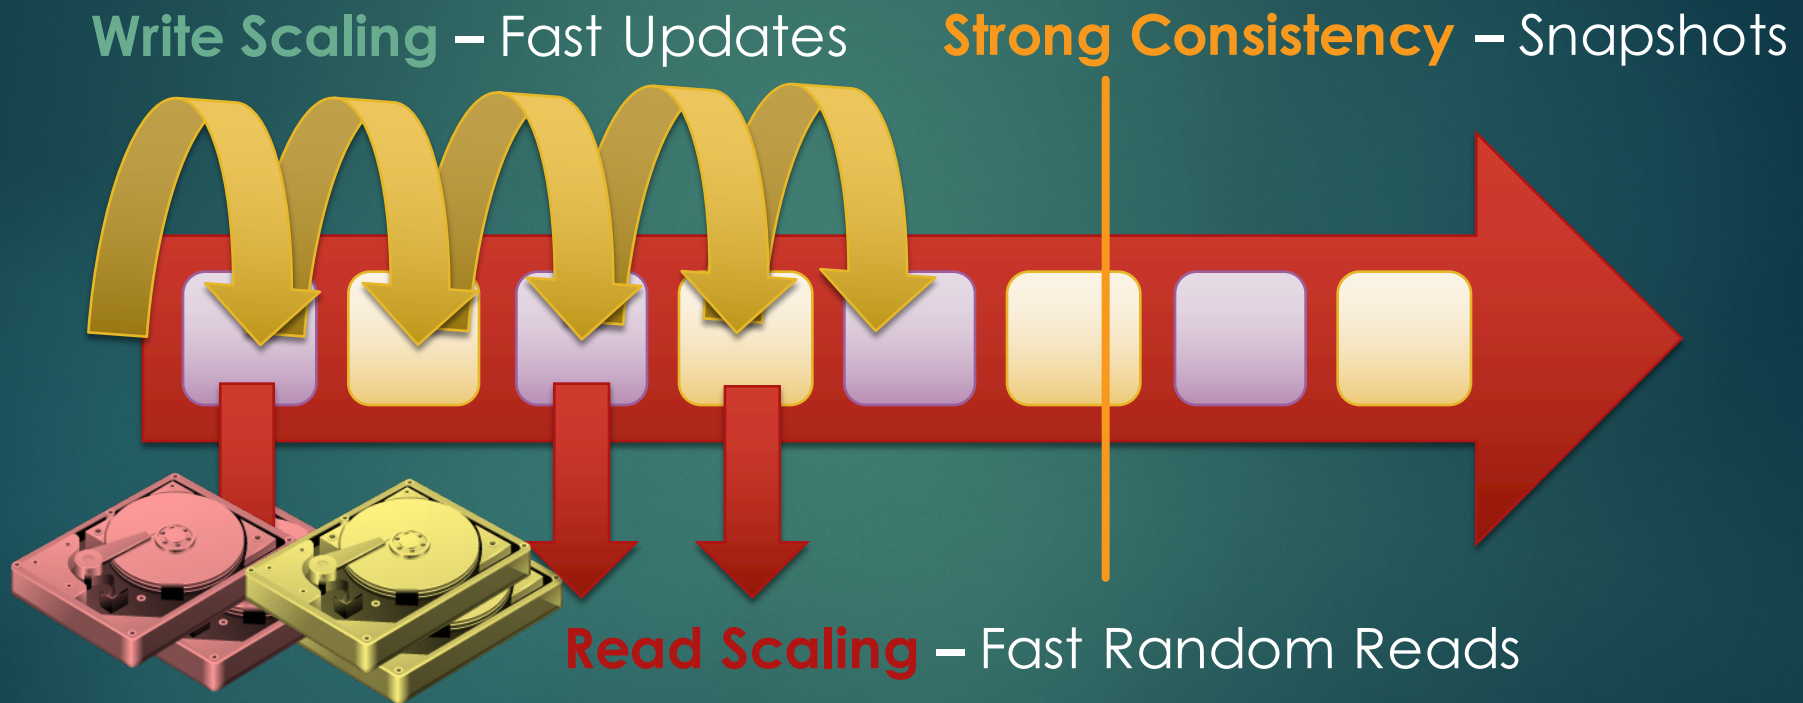 Write Scaling – Fast Updates
Strong Consistency – Snapshots
Read Scaling – Fast Random Reads